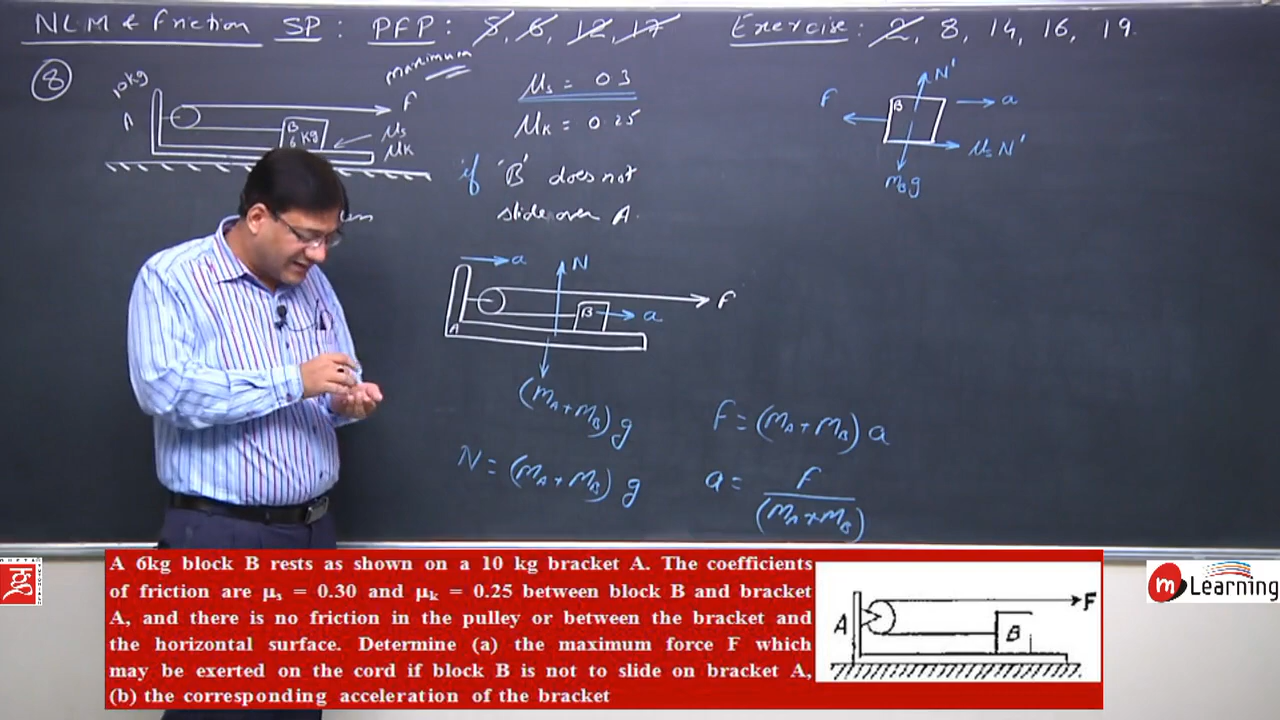 NLM & Friction SP : PFP : 5, 6, 12, 17 Exercise : 2, 8, 14, 16, 19
8
10kg
A
F
maximum
B
6 kg
μs
μk
μs = 0.3
μk = 0.25
if 'B' does not
slide over A.
N'
F
B
a
μsN'
mBg
a
N
F
B
a
A
(mA+mB)g
N = (mA+mB) g
F = (mA+mB) a
a = F
(mA+mB)
A 6kg block B rests as shown on a 10 kg bracket A. The coefficients
of friction are μs = 0.30 and μk = 0.25 between block B and bracket
A, and there is no friction in the pulley or between the bracket and
the horizontal surface. Determine (a) the maximum force F which
may be exerted on the cord if block B is not to slide on bracket A,
(b) the corresponding acceleration of the bracket
A
F
B
m Learning